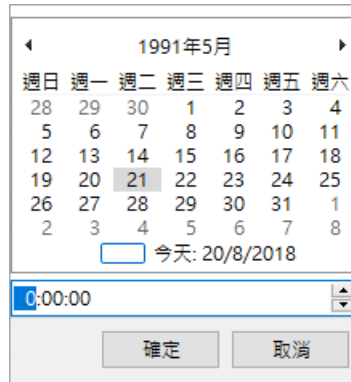 1991年5月
週日 週一 週二 週三 週四 週五 週六
28 29 30 1 2 3 4
5 6 7 8 9 10 11
12 13 14 15 16 17 18
19 20 21 22 23 24 25
26 27 28 29 30 31 1
2 3 4 5 6 7 8
今天: 20/8/2018
0:00:00
確定 取消